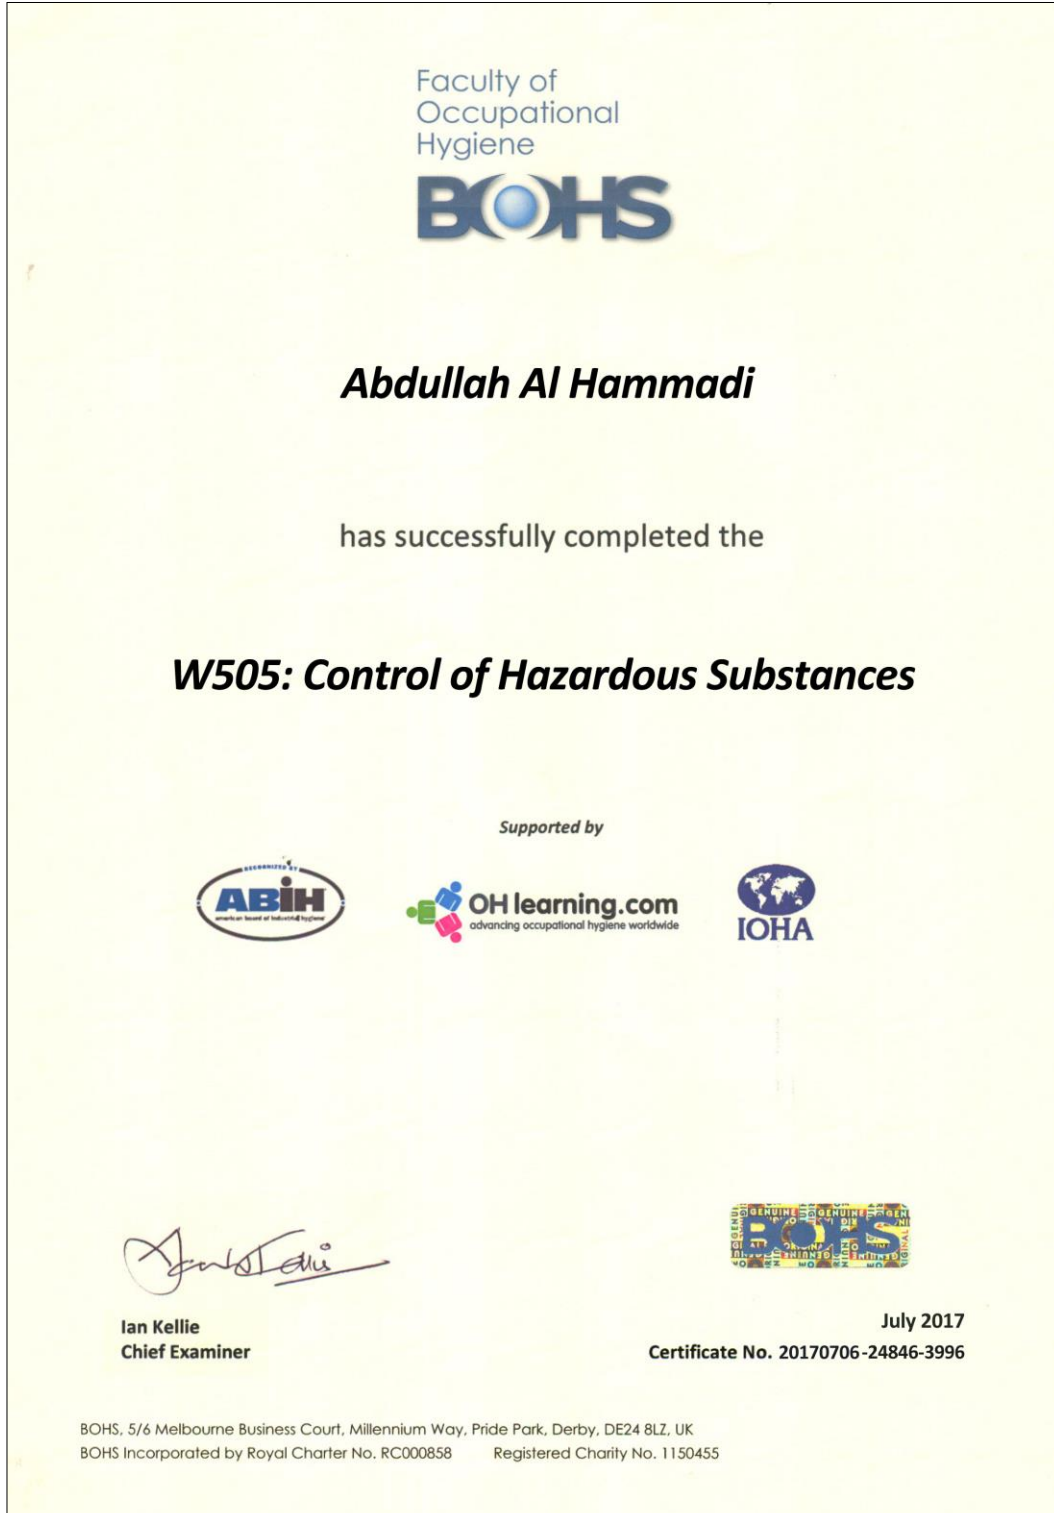 Faculty of
Occupational
Hygiene
BOHS
Abdullah Al Hammadi
has successfully completed the
W505: Control of Hazardous Substances
Supported by
RECOGNIZED BY
ABIH
american board of industrial hygiene
OH learning.com
advancing occupational hygiene worldwide
IOHA
BOHS
Ian Kellie
Chief Examiner
July 2017
Certificate No. 20170706-24846-3996
BOHS, 5/6 Melbourne Business Court, Millennium Way, Pride Park, Derby, DE24 8LZ, UK
BOHS Incorporated by Royal Charter No. RC000858 Registered Charity No. 1150455